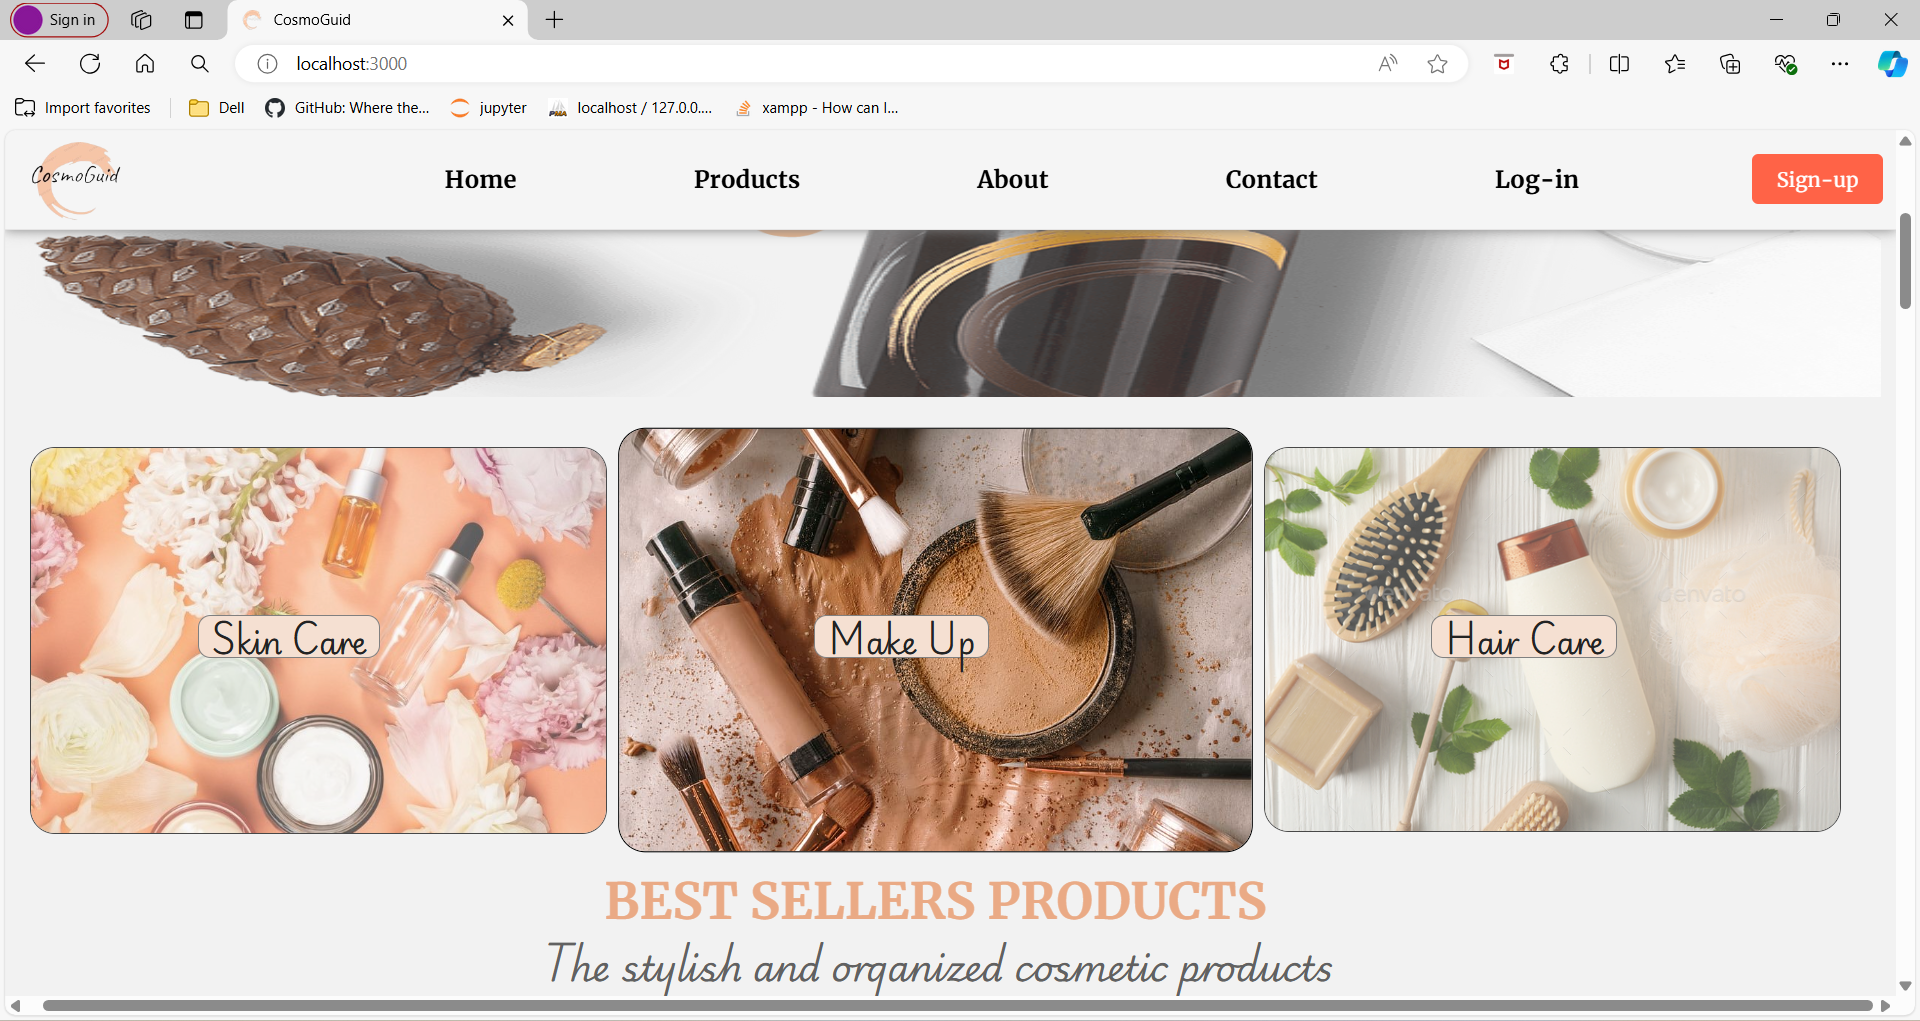 Sign in
CosmoGuid
localhost:3000
Import favorites
Dell
GitHub: Where the...
jupyter
localhost / 127.0.0....
xampp - How can I...
CosmoGuid
Home
Products
About
Contact
Log-in
Sign-up
Skin Care
Make Up
Hair Care
envato
envato
BEST SELLERS PRODUCTS
The stylish and organized cosmetic products